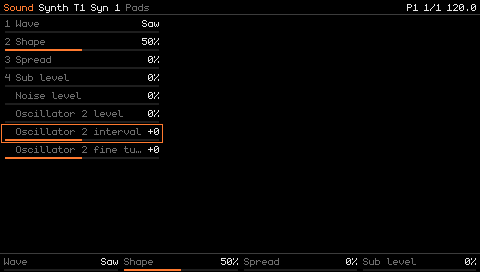 Sound Synth T1 Syn 1 Pads P1 1/1 120.0
1 Wave Saw
2 Shape 50%
3 Spread 0%
4 Sub level 0%
Noise level 0%
Oscillator 2 level 0%
Oscillator 2 interval +0
Oscillator 2 fine tu… +0
Wave Saw Shape 50% Spread 0% Sub level 0%